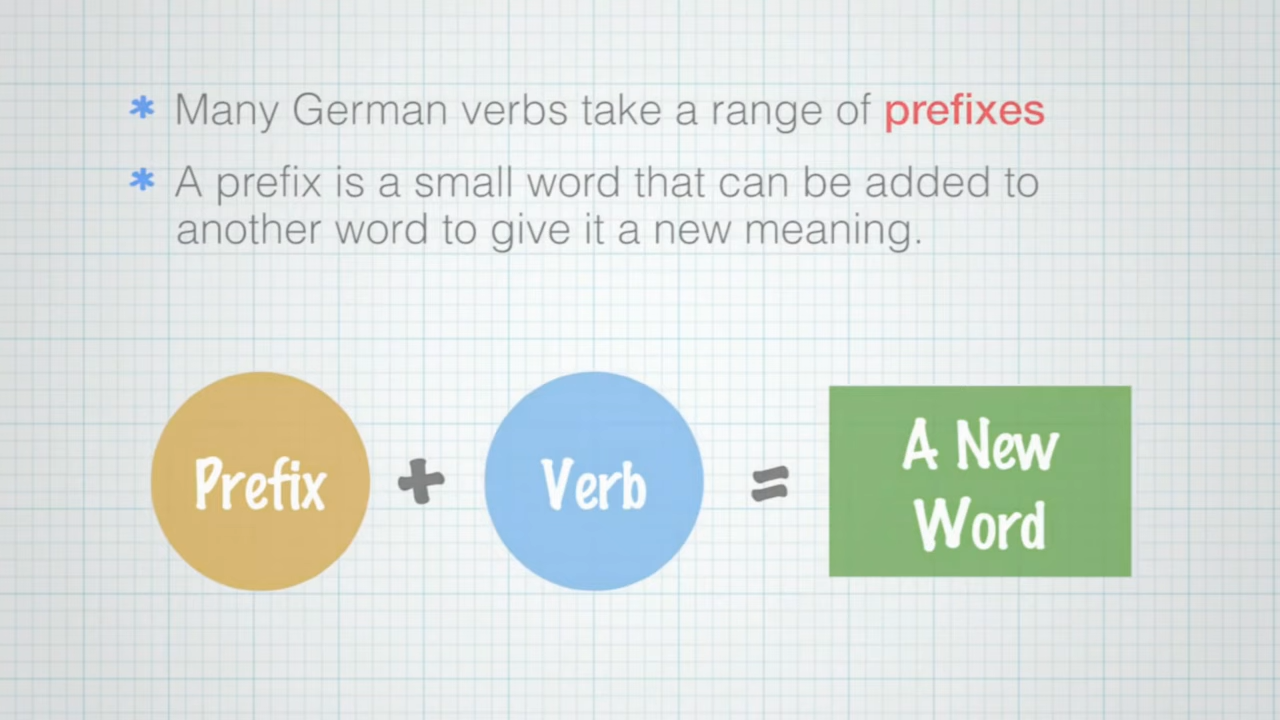 * Many German verbs take a range of prefixes
* A prefix is a small word that can be added to
another word to give it a new meaning.
Prefix + Verb = A New
Word